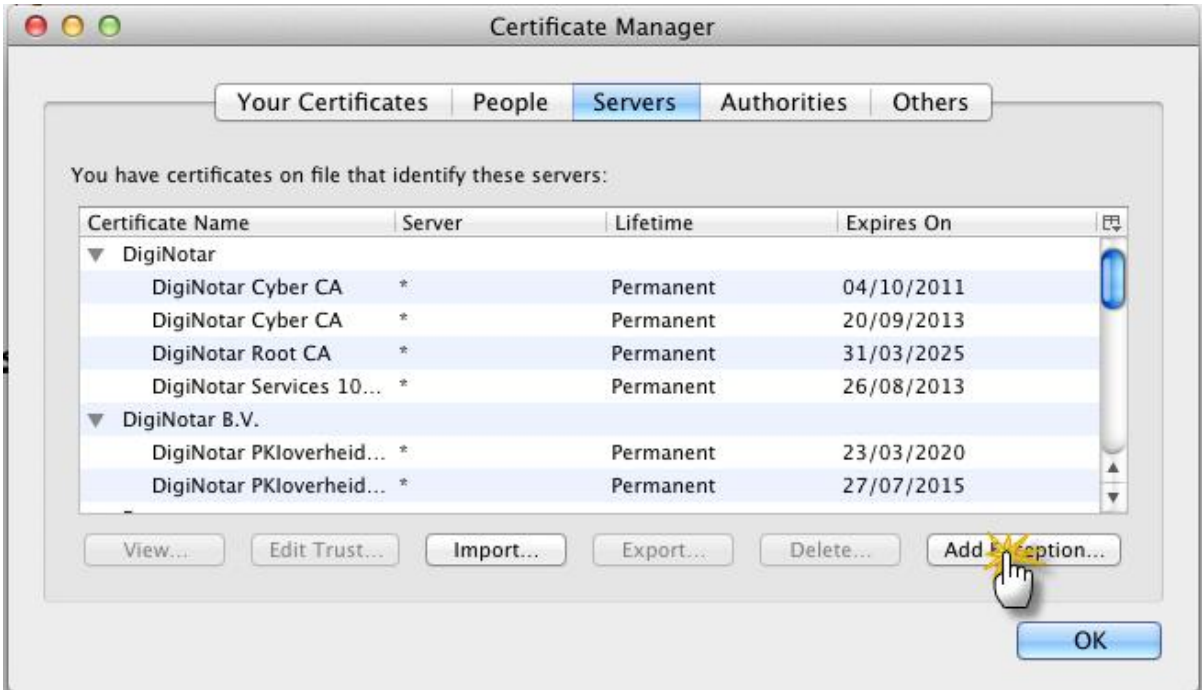 Certificate Manager
Your Certificates People Servers Authorities Others
You have certificates on file that identify these servers:
Certificate Name Server Lifetime Expires On
DigiNotar
DigiNotar Cyber CA * Permanent 04/10/2011
DigiNotar Cyber CA * Permanent 20/09/2013
DigiNotar Root CA * Permanent 31/03/2025
DigiNotar Services 10... * Permanent 26/08/2013
DigiNotar B.V.
DigiNotar PKIoverheid... * Permanent 23/03/2020
DigiNotar PKIoverheid... * Permanent 27/07/2015
View... Edit Trust... Import... Export... Delete... Add Exception...
OK